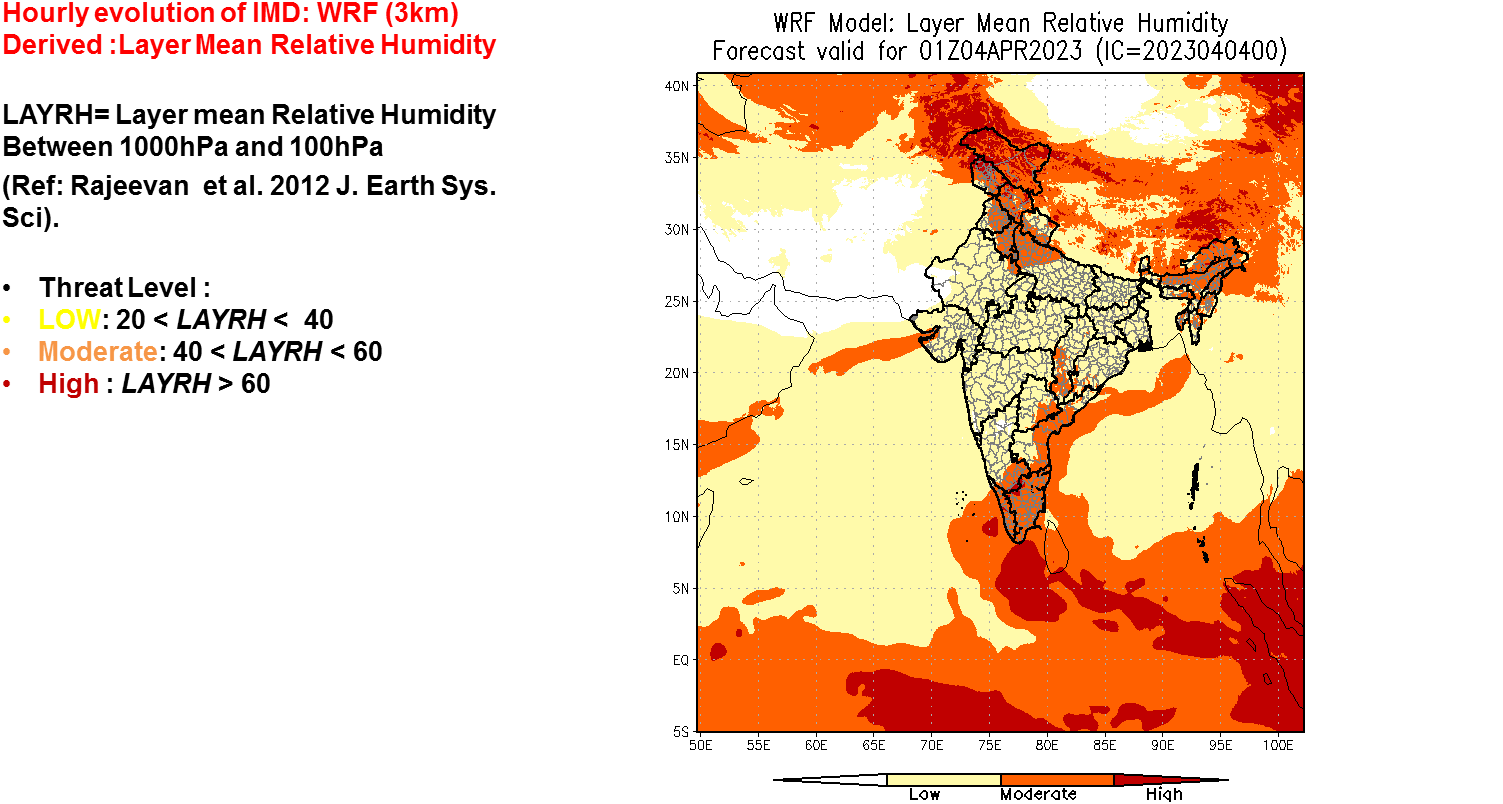 Hourly evolution of IMD: WRF (3km)
Derived :Layer Mean Relative Humidity
LAYRH= Layer mean Relative Humidity
Between 1000hPa and 100hPa
(Ref: Rajeevan et al. 2012 J. Earth Sys.
Sci).
• Threat Level :
• LOW: 20 < LAYRH < 40
• Moderate: 40 < LAYRH < 60
• High : LAYRH > 60
WRF Model: Layer Mean Relative Humidity
Forecast valid for 01Z04APR2023 (IC=2023040400)
40N
35N
30N
25N
20N
15N
10N
5N
EQ
5S
50E 55E 60E 65E 70E 75E 80E 85E 90E 95E 100E
Low Moderate High